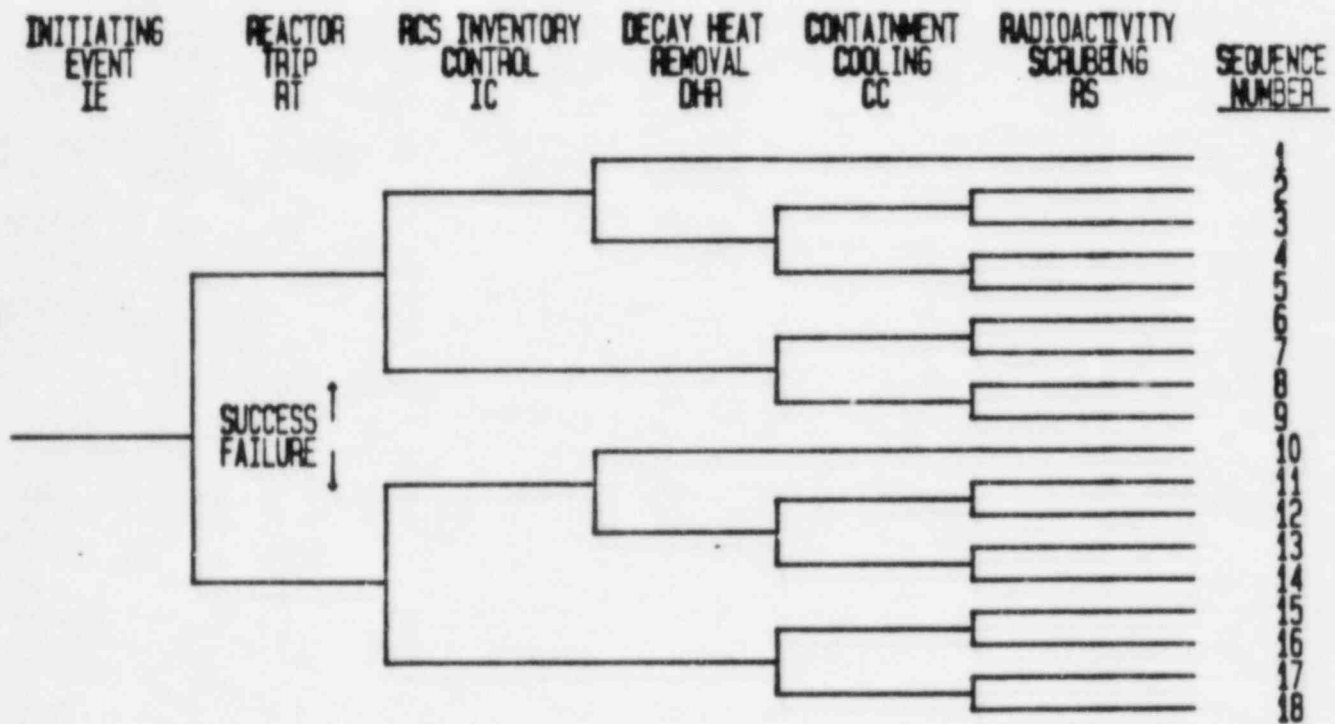 INITIATING
EVENT
IE
REACTOR
TRIP
RT
RCS INVENTORY
CONTROL
IC
DECAY HEAT
REMOVAL
DHR
CONTAINMENT
COOLING
CC
RADIOACTIVITY
SCRUBBING
RS
SEQUENCE
NUMBER
SUCCESS
FAILURE
1
2
3
4
5
6
7
8
9
10
11
12
13
14
15
16
17
18